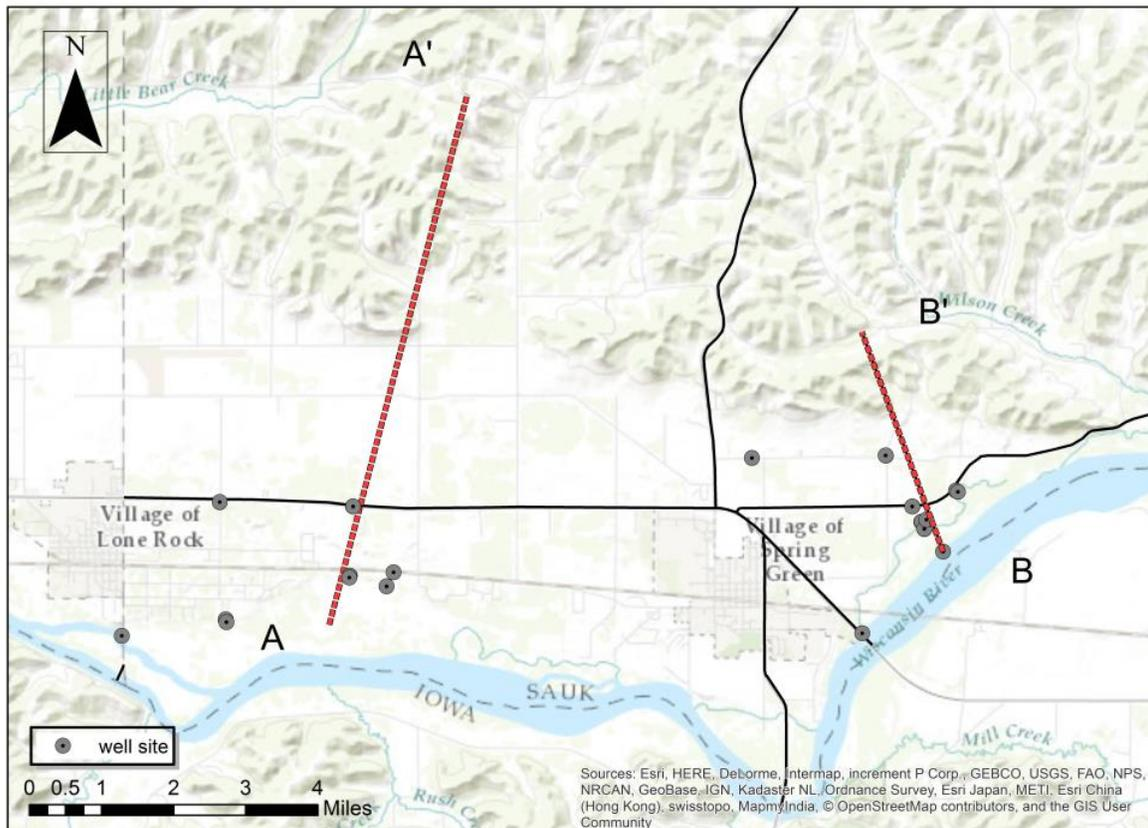 A'
N
Little Bear Creek
B'
Wilson Creek
Village of
Lone Rock
Village of
Spring
Green
B
Wisconsin River
A
SAUK
IOWA
well site
Mill Creek
0 0.5 1 2 3 4
Miles
Rush C
Creek
Sources: Esri, HERE, DeLorme, Intermap, increment P Corp., GEBCO, USGS, FAO, NPS,
NRCAN, GeoBase, IGN, Kadaster NL, Ordnance Survey, Esri Japan, METI, Esri China
(Hong Kong), swisstopo, MapmyIndia, © OpenStreetMap contributors, and the GIS User
Community